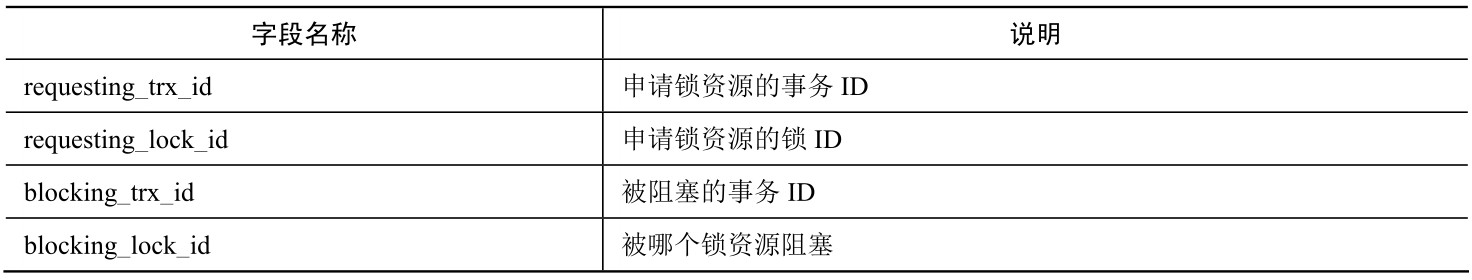 字段名称 说明
requesting_trx_id 申请锁资源的事务 ID
requesting_lock_id 申请锁资源的锁 ID
blocking_trx_id 被阻塞的事务 ID
blocking_lock_id 被哪个锁资源阻塞